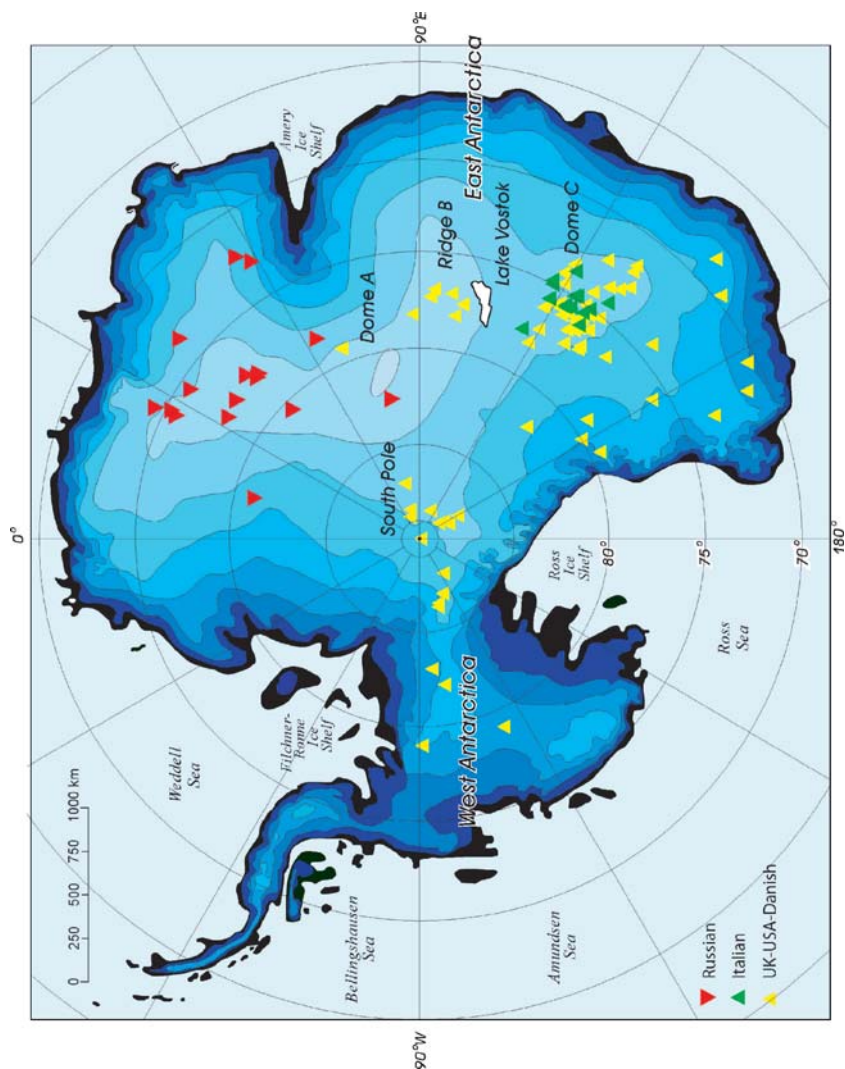 0°
90°E
180°
90°W
0 250 500 750 1000 km
Weddell
Sea
Filchner-
Ronne
Ice
Shelf
Bellingshausen
Sea
Amundsen
Sea
Ross
Sea
Ross
Ice
Shelf
Amery
Ice
Shelf
80°
75°
70°
West Antarctica
East Antarctica
South Pole
Dome A
Ridge B
Lake Vostok
Dome C
Russian
Italian
UK-USA-Danish